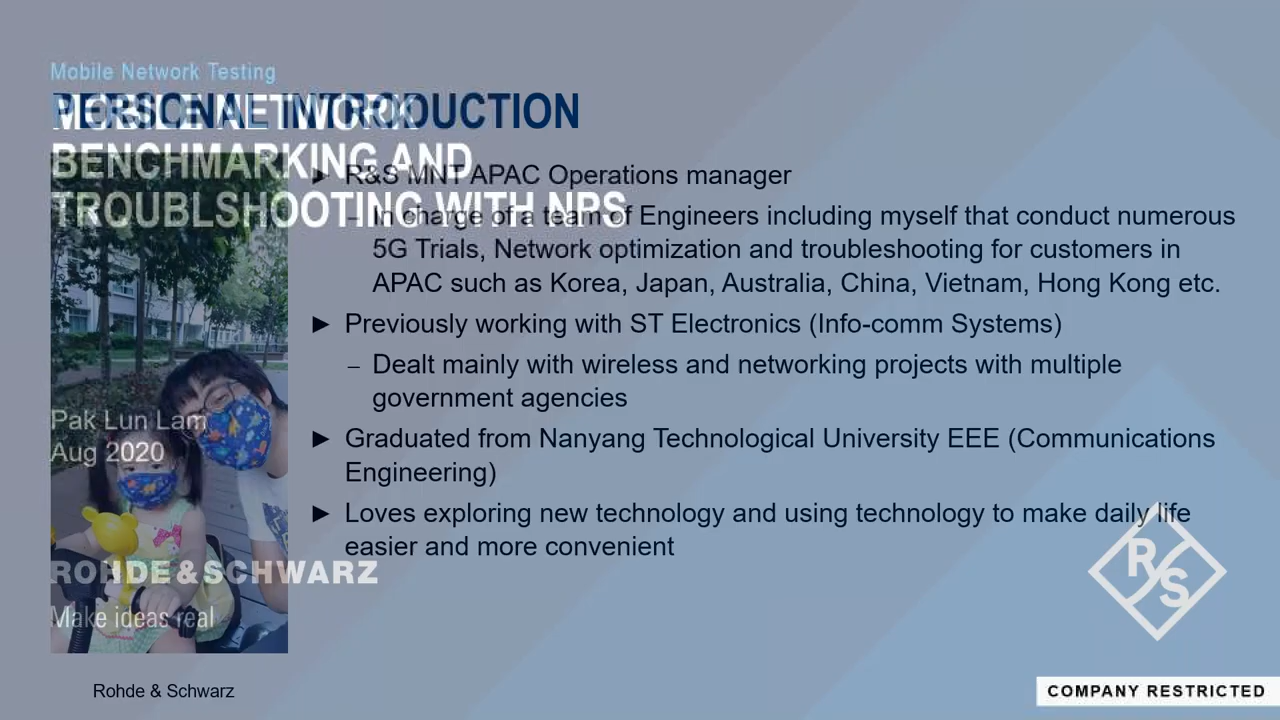 Mobile Network Testing
MOBILE NETWORK
BENCHMARKING AND
TROUBLSHOOTING WITH NPS
PERSONAL INTRODUCTION
► R&S MNT APAC Operations manager
– In charge of a team of Engineers including myself that conduct numerous
5G Trials, Network optimization and troubleshooting for customers in
APAC such as Korea, Japan, Australia, China, Vietnam, Hong Kong etc.
► Previously working with ST Electronics (Info-comm Systems)
– Dealt mainly with wireless and networking projects with multiple
government agencies
► Graduated from Nanyang Technological University EEE (Communications
Engineering)
► Loves exploring new technology and using technology to make daily life
easier and more convenient
Pak Lun Lam
Aug 2020
ROHDE & SCHWARZ
Make ideas real
R S
Rohde & Schwarz
COMPANY RESTRICTED